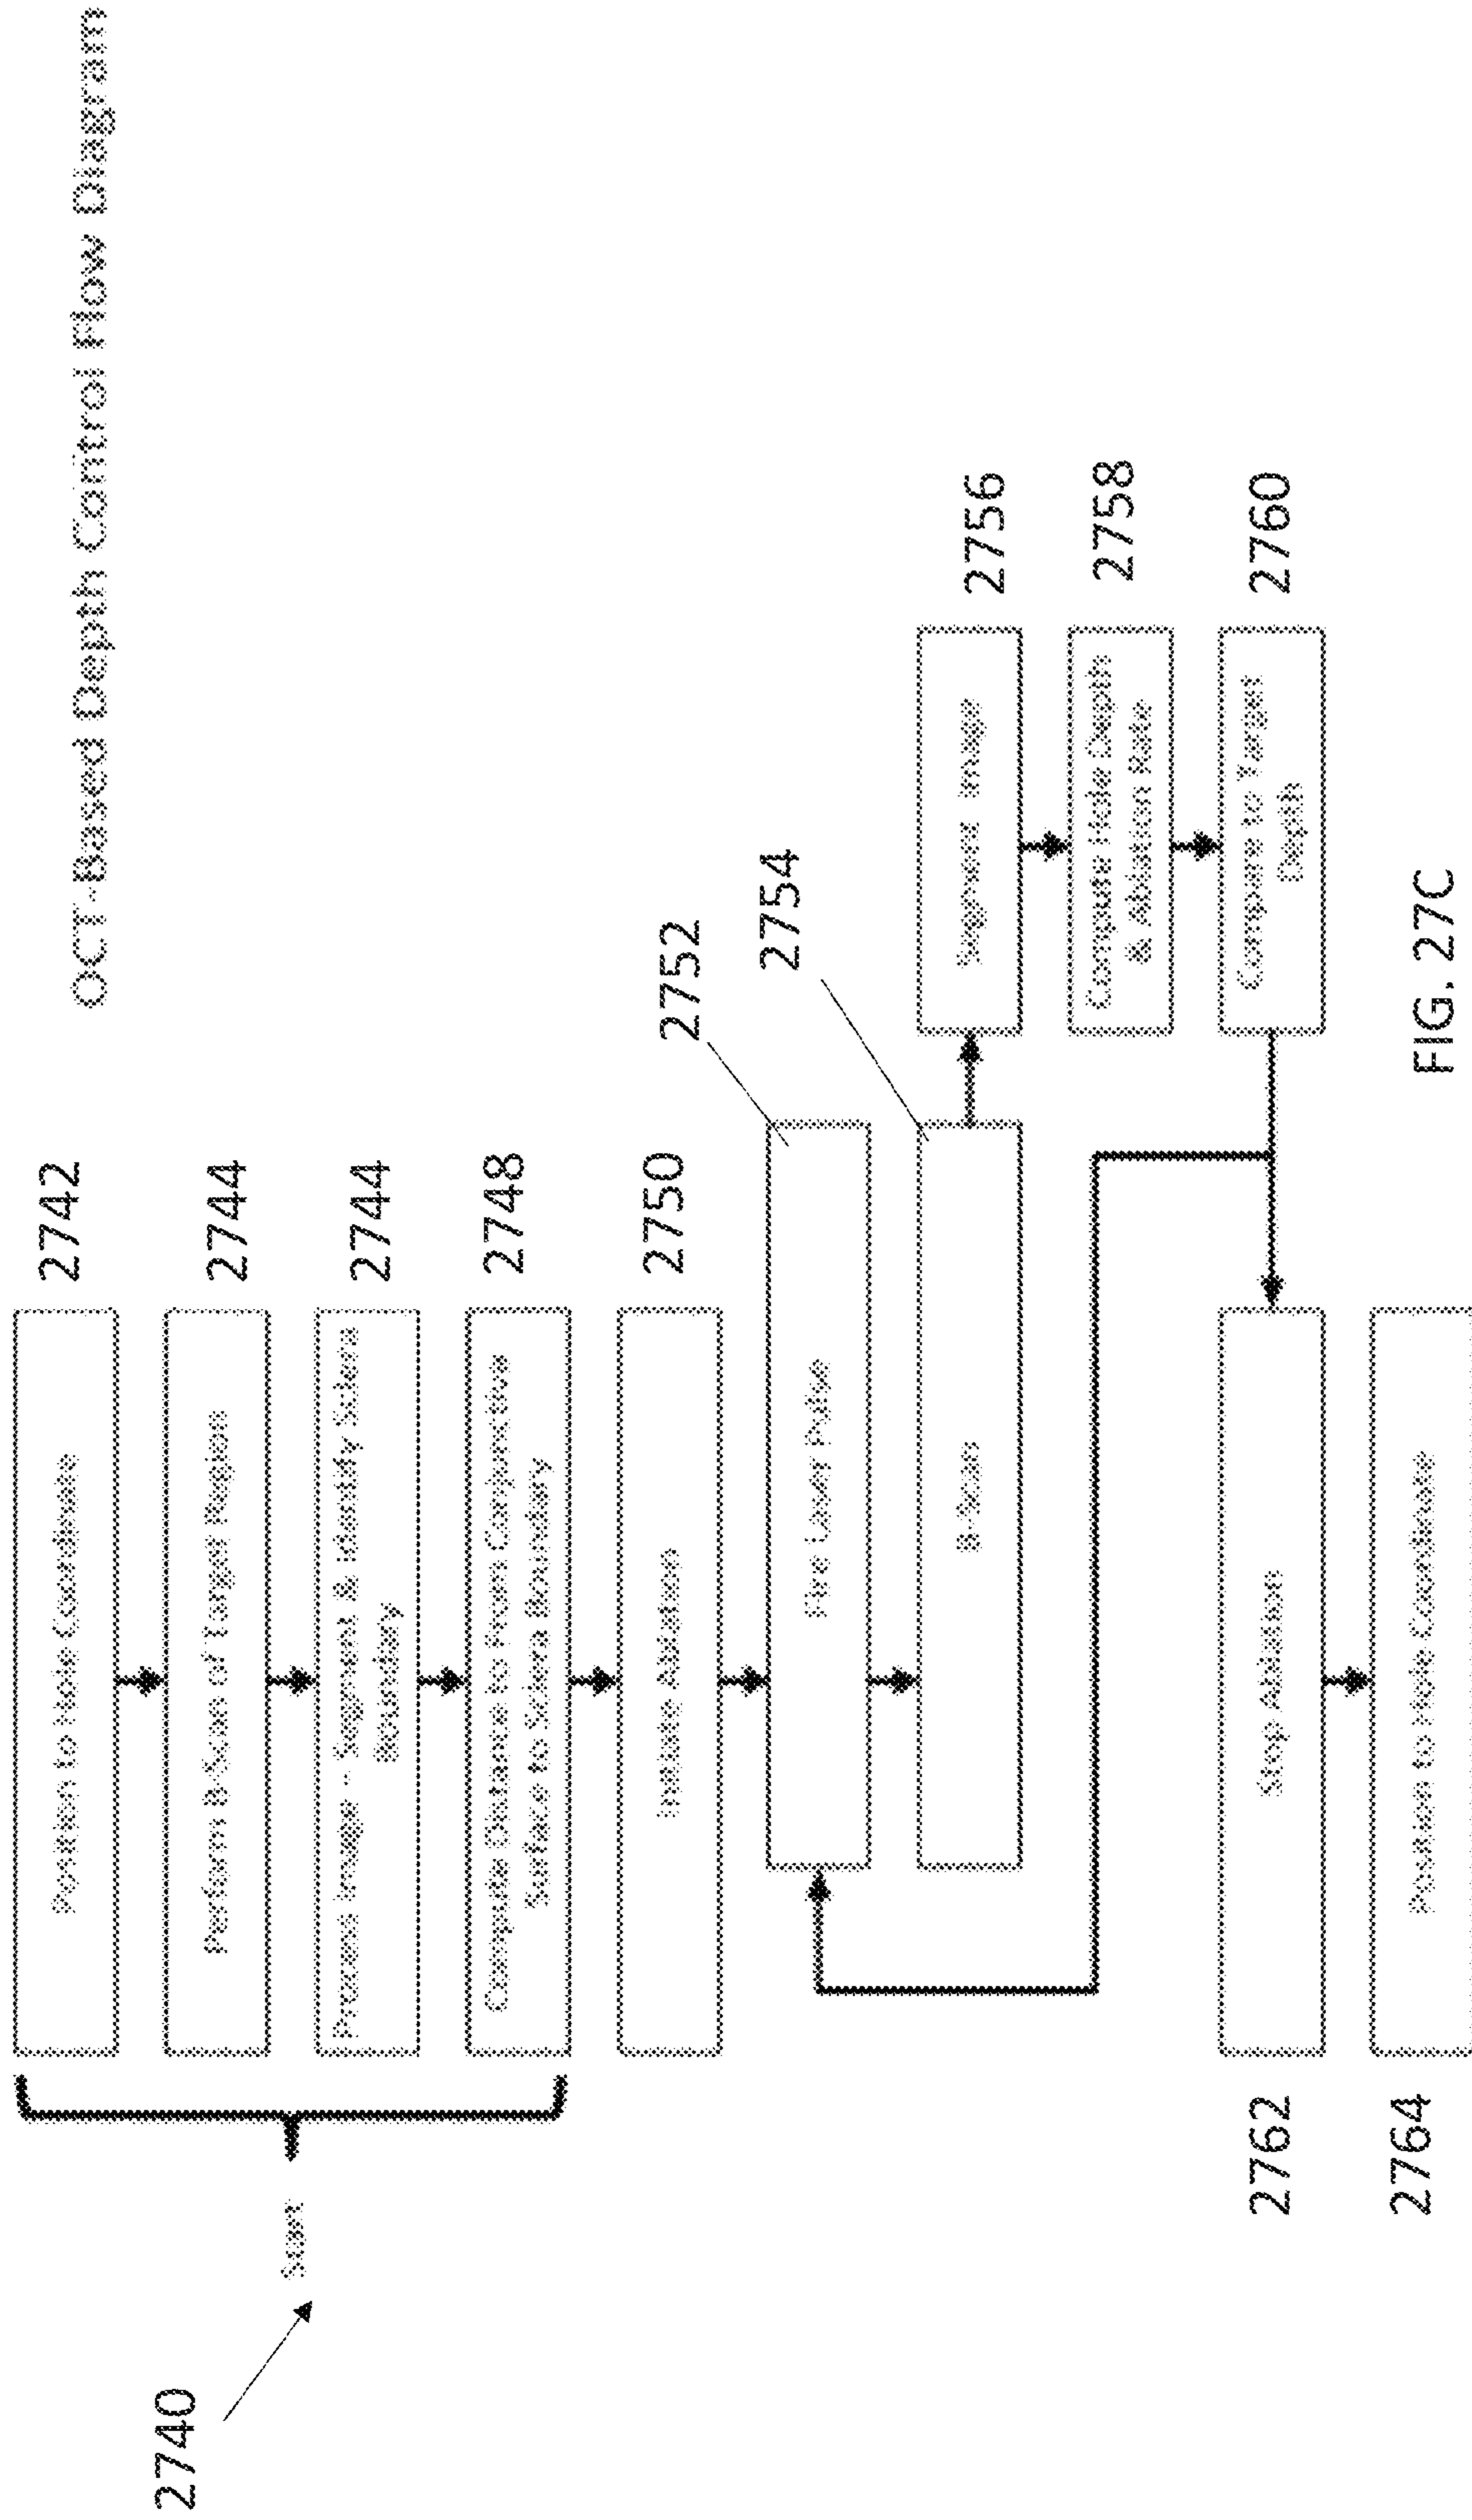 OCT-Based Depth Control Flow Diagram
2740
Start
Position to Hole Coordinate
2742
Perform B-Scan of Target Region
2744
Process Image - Segment & Identify Sclera
Boundary
2744
Compute Distance to From Conjunctive
Surface to Sclera Boundary
2748
Initiate Ablation
2750
Fire Laser Pulse
2752
B-Scan
2754
Segment Image
2756
Compute Hole Depth
& Ablation Rate
2758
Compare to Target
Depth
2760
2762
Stop Ablation
2764
Position to Hole Coordinate
FIG. 27C